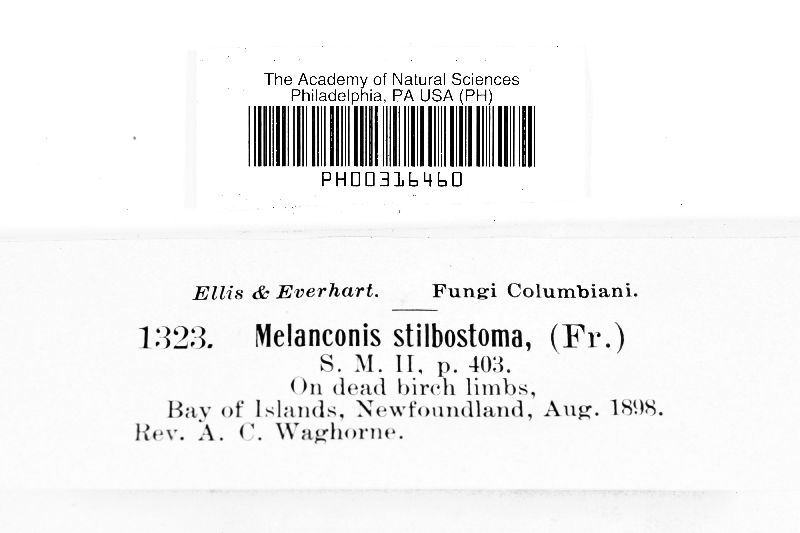 The Academy of Natural Sciences
Philadelphia, PA USA (PH)
PH00316460
Ellis & Everhart. Fungi Columbiani.
1323. Melanconis stilbostoma, (Fr.)
S. M. II, p. 403.
On dead birch limbs,
Bay of Islands, Newfoundland, Aug. 1898.
Rev. A. C. Waghorne.